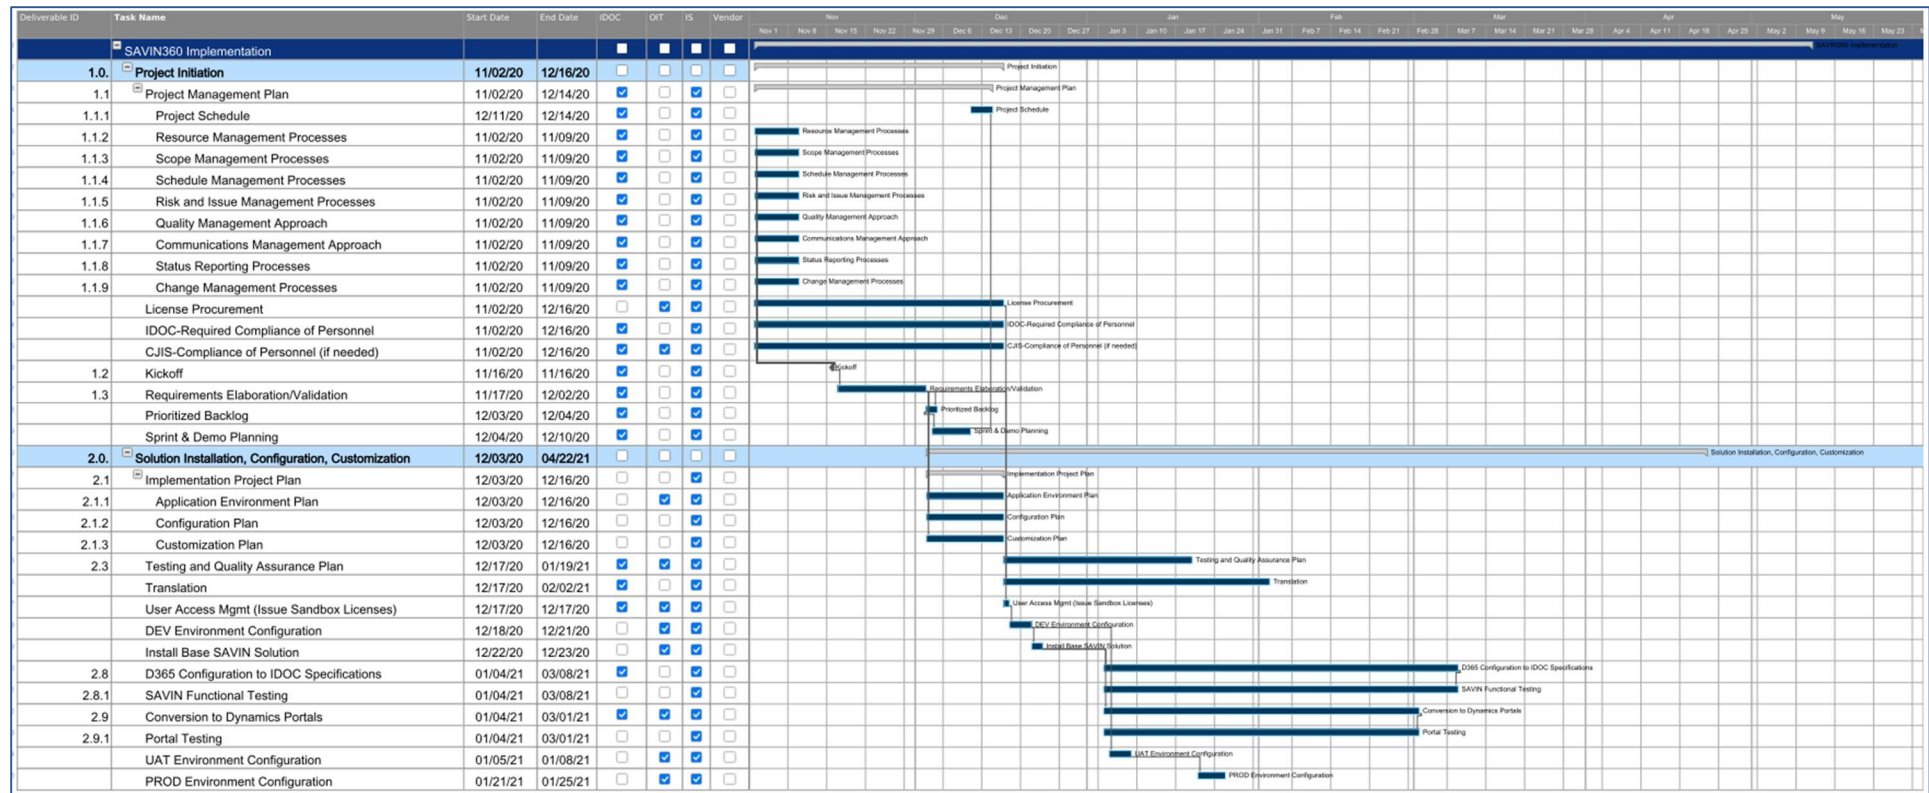 Deliverable ID Task Name Start Date End Date IDOC OIT IS Vendor Nov Dec Jan Feb Mar Apr May
Nov 1 Nov 8 Nov 15 Nov 22 Nov 29 Dec 6 Dec 13 Dec 20 Dec 27 Jan 3 Jan 10 Jan 17 Jan 24 Jan 31 Feb 7 Feb 14 Feb 21 Feb 28 Mar 7 Mar 14 Mar 21 Mar 28 Apr 4 Apr 11 Apr 18 Apr 25 May 2 May 9 May 16 May 23
SAVIN360 Implementation SAVIN360 Implementation
1.0. Project Initiation 11/02/20 12/16/20 Project Initiation
1.1 Project Management Plan 11/02/20 12/14/20 Project Management Plan
1.1.1 Project Schedule 12/11/20 12/14/20 Project Schedule
1.1.2 Resource Management Processes 11/02/20 11/09/20 Resource Management Processes
1.1.3 Scope Management Processes 11/02/20 11/09/20 Scope Management Processes
1.1.4 Schedule Management Processes 11/02/20 11/09/20 Schedule Management Processes
1.1.5 Risk and Issue Management Processes 11/02/20 11/09/20 Risk and Issue Management Processes
1.1.6 Quality Management Approach 11/02/20 11/09/20 Quality Management Approach
1.1.7 Communications Management Approach 11/02/20 11/09/20 Communications Management Approach
1.1.8 Status Reporting Processes 11/02/20 11/09/20 Status Reporting Processes
1.1.9 Change Management Processes 11/02/20 11/09/20 Change Management Processes
License Procurement 11/02/20 12/16/20 License Procurement
IDOC-Required Compliance of Personnel 11/02/20 12/16/20 IDOC-Required Compliance of Personnel
CJIS-Compliance of Personnel (if needed) 11/02/20 12/16/20 CJIS-Compliance of Personnel (if needed)
1.2 Kickoff 11/16/20 11/16/20 Kickoff
1.3 Requirements Elaboration/Validation 11/17/20 12/02/20 Requirements Elaboration/Validation
Prioritized Backlog 12/03/20 12/04/20 Prioritized Backlog
Sprint & Demo Planning 12/04/20 12/10/20 Sprint & Demo Planning
2.0. Solution Installation, Configuration, Customization 12/03/20 04/22/21 Solution Installation, Configuration, Customization
2.1 Implementation Project Plan 12/03/20 12/16/20 Implementation Project Plan
2.1.1 Application Environment Plan 12/03/20 12/16/20 Application Environment Plan
2.1.2 Configuration Plan 12/03/20 12/16/20 Configuration Plan
2.1.3 Customization Plan 12/03/20 12/16/20 Customization Plan
2.3 Testing and Quality Assurance Plan 12/17/20 01/19/21 Testing and Quality Assurance Plan
Translation 12/17/20 02/02/21 Translation
User Access Mgmt (Issue Sandbox Licenses) 12/17/20 12/17/20 User Access Mgmt (Issue Sandbox Licenses)
DEV Environment Configuration 12/18/20 12/21/20 DEV Environment Configuration
Install Base SAVIN Solution 12/22/20 12/23/20 Install Base SAVIN Solution
2.8 D365 Configuration to IDOC Specifications 01/04/21 03/08/21 D365 Configuration to IDOC Specifications
2.8.1 SAVIN Functional Testing 01/04/21 03/08/21 SAVIN Functional Testing
2.9 Conversion to Dynamics Portals 01/04/21 03/01/21 Conversion to Dynamics Portals
2.9.1 Portal Testing 01/04/21 03/01/21 Portal Testing
UAT Environment Configuration 01/05/21 01/08/21 UAT Environment Configuration
PROD Environment Configuration 01/21/21 01/25/21 PROD Environment Configuration